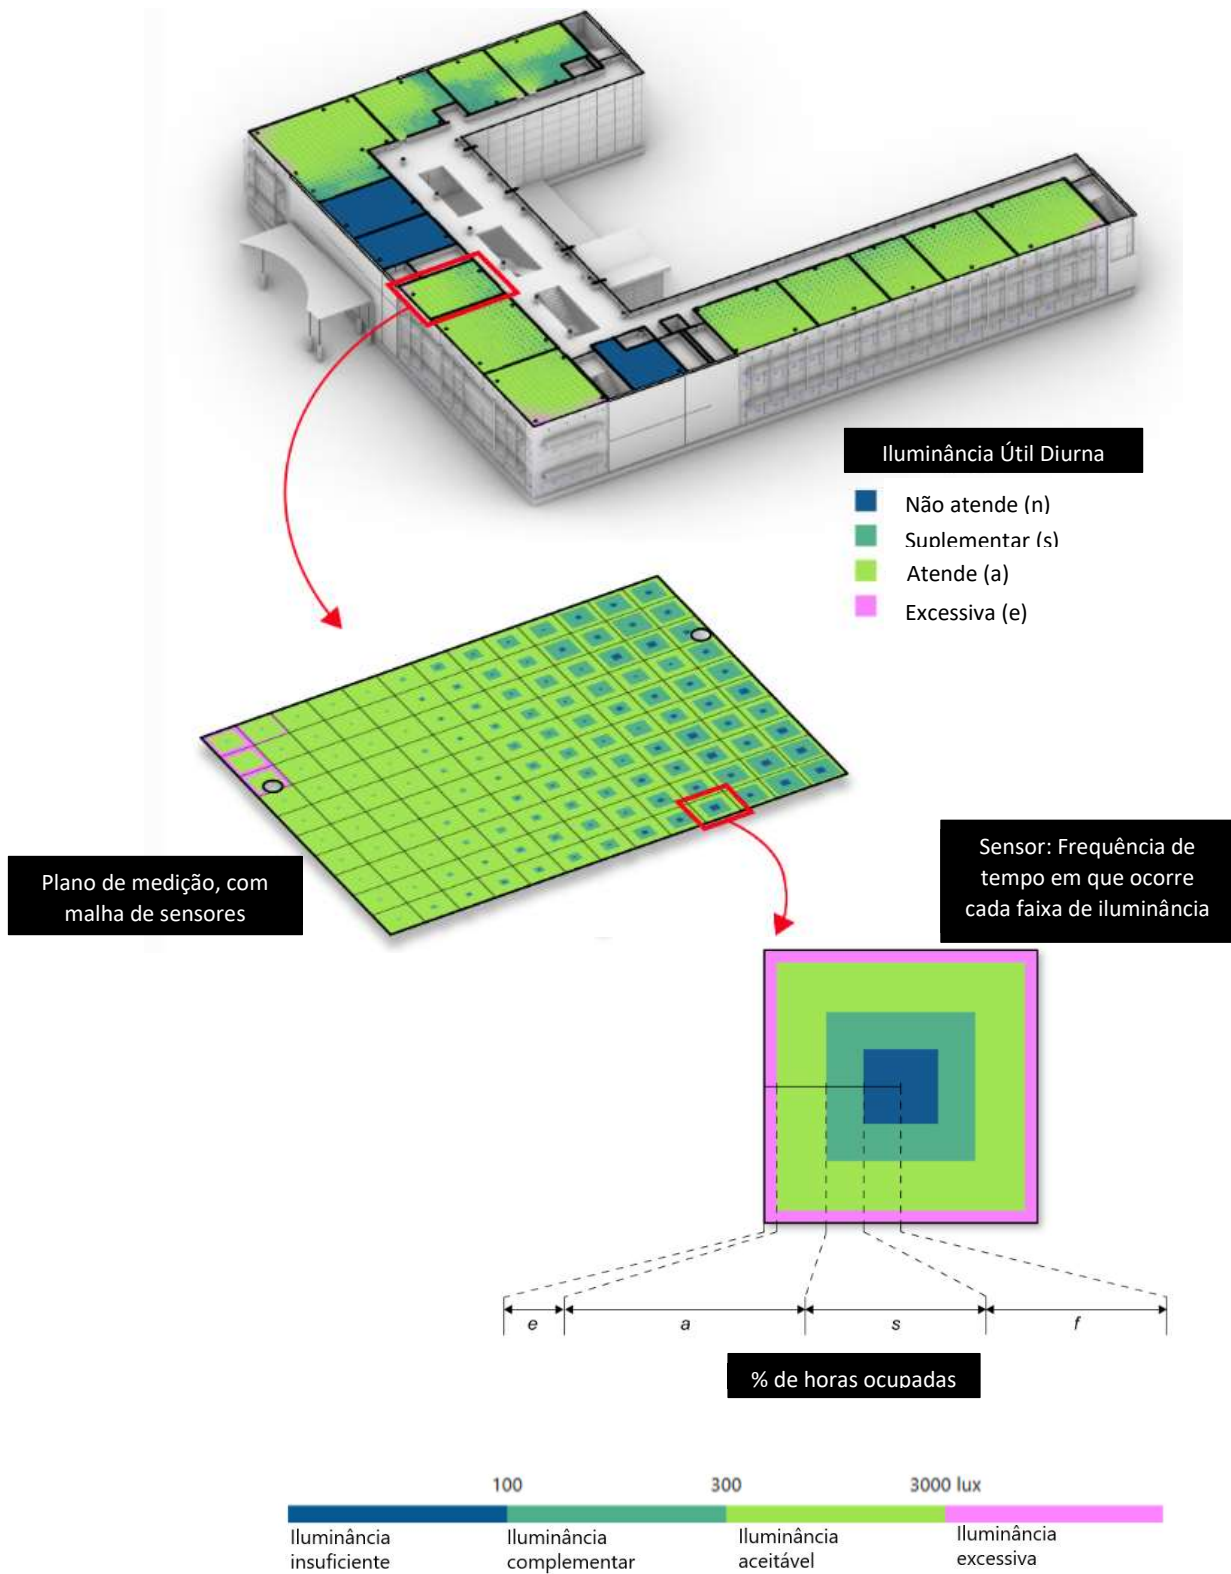 Iluminância Útil Diurna
Não atende (n)
Suplementar (s)
Atende (a)
Excessiva (e)
Plano de medição, com
malha de sensores
Sensor: Frequência de
tempo em que ocorre
cada faixa de iluminância
e a s f
% de horas ocupadas
100 300 3000 lux
Iluminância
insuficiente
Iluminância
complementar
Iluminância
aceitável
Iluminância
excessiva